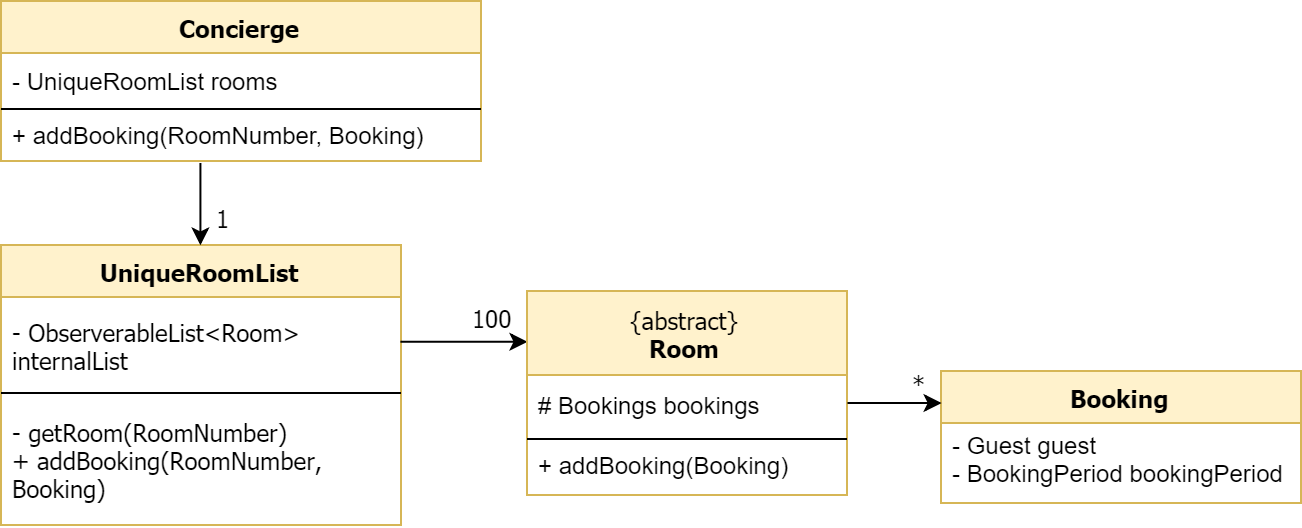 Concierge
- UniqueRoomList rooms
+ addBooking(RoomNumber, Booking)
1
UniqueRoomList
- ObserverableList<Room>
internalList
- getRoom(RoomNumber)
+ addBooking(RoomNumber,
Booking)
100
{abstract}
Room
# Bookings bookings
+ addBooking(Booking)
*
Booking
- Guest guest
- BookingPeriod bookingPeriod